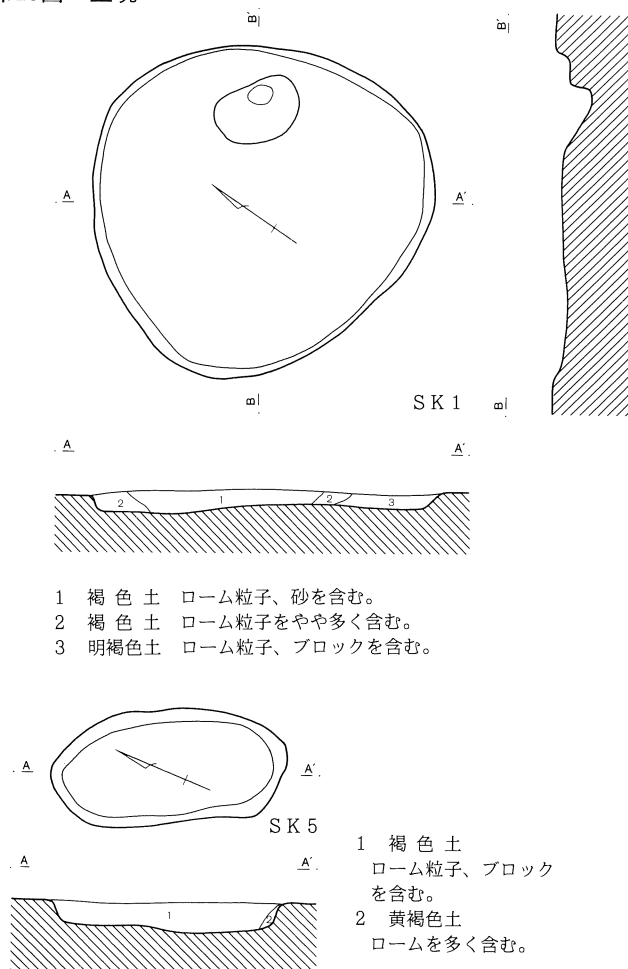 B′
B′
A
A′
B
SK1
B
A
A′
2
1
2
3
1 褐色土 ローム粒子、砂を含む。
2 褐色土 ローム粒子をやや多く含む。
3 明褐色土 ローム粒子、ブロックを含む。
A
A′
SK5
A
A′
1
2
1 褐色土
ローム粒子、ブロック
を含む。
2 黄褐色土
ロームを多く含む。